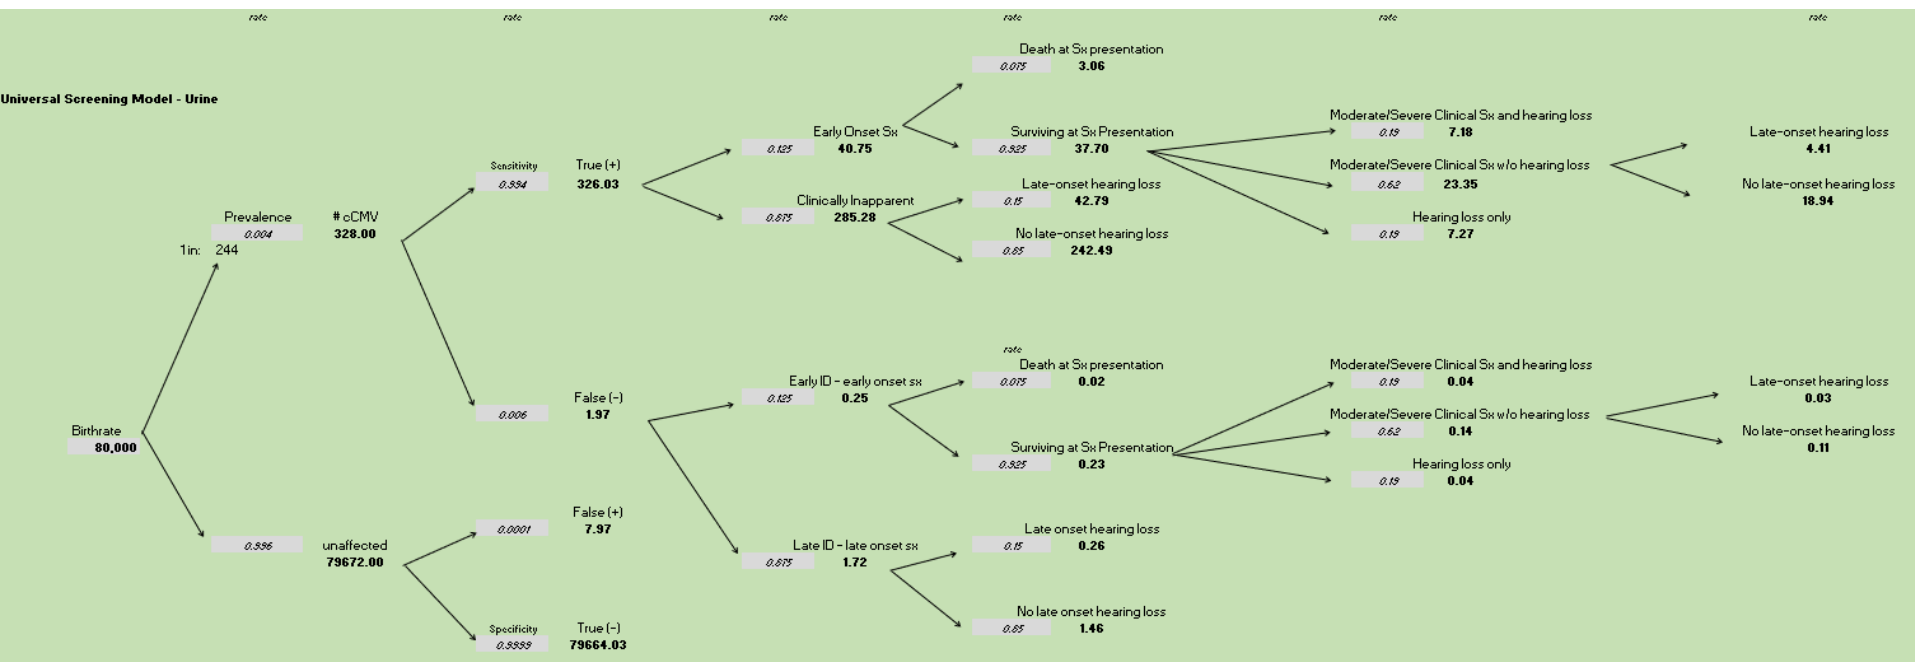 rate rate rate rate rate rate
Death at Sx presentation
0.075 3.06
Universal Screening Model - Urine
Moderate/Severe Clinical Sx and hearing loss
Early Onset Sx Surviving at Sx Presentation 0.19 7.18 Late-onset hearing loss
0.125 40.75 0.925 37.70 4.41
Sensitivity True (+) Moderate/Severe Clinical Sx w/o hearing loss
0.994 326.03 Late-onset hearing loss 0.62 23.35 No late-onset hearing loss
Clinically Inapparent 0.15 42.79 18.94
Prevalence # cCMV 0.875 285.28 Hearing loss only
0.004 328.00 No late-onset hearing loss 0.19 7.27
1 in: 244 0.85 242.49
rate
Death at Sx presentation Moderate/Severe Clinical Sx and hearing loss
Early ID - early onset sx 0.075 0.02 0.19 0.04 Late-onset hearing loss
False (-) 0.125 0.25 0.03
0.006 1.97 Moderate/Severe Clinical Sx w/o hearing loss
Birthrate 0.62 0.14 No late-onset hearing loss
80,000 Surviving at Sx Presentation 0.11
0.925 0.23 Hearing loss only
0.19 0.04
False (+)
0.0001 7.97 Late onset hearing loss
unaffected Late ID - late onset sx 0.15 0.26
0.996 79672.00 0.875 1.72
No late onset hearing loss
Specificity True (-) 0.85 1.46
0.9999 79664.03